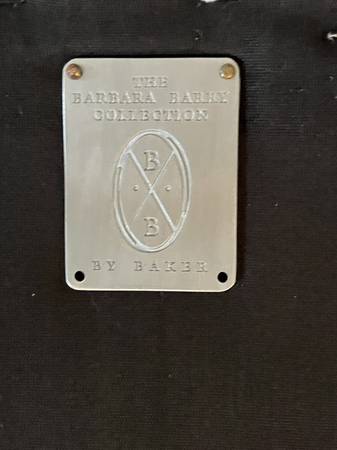 THE
BARBARA BARRY
COLLECTION
B
B
BY BAKER